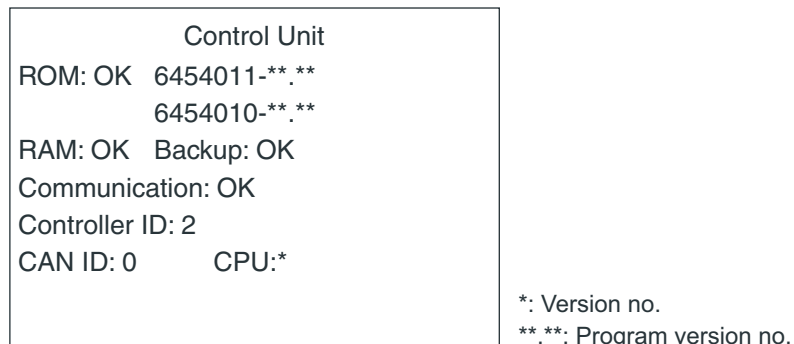 Control Unit
ROM: OK 6454011-**.**
6454010-**.**
RAM: OK Backup: OK
Communication: OK
Controller ID: 2
CAN ID: 0 CPU:*
*: Version no.
**.**: Program version no.